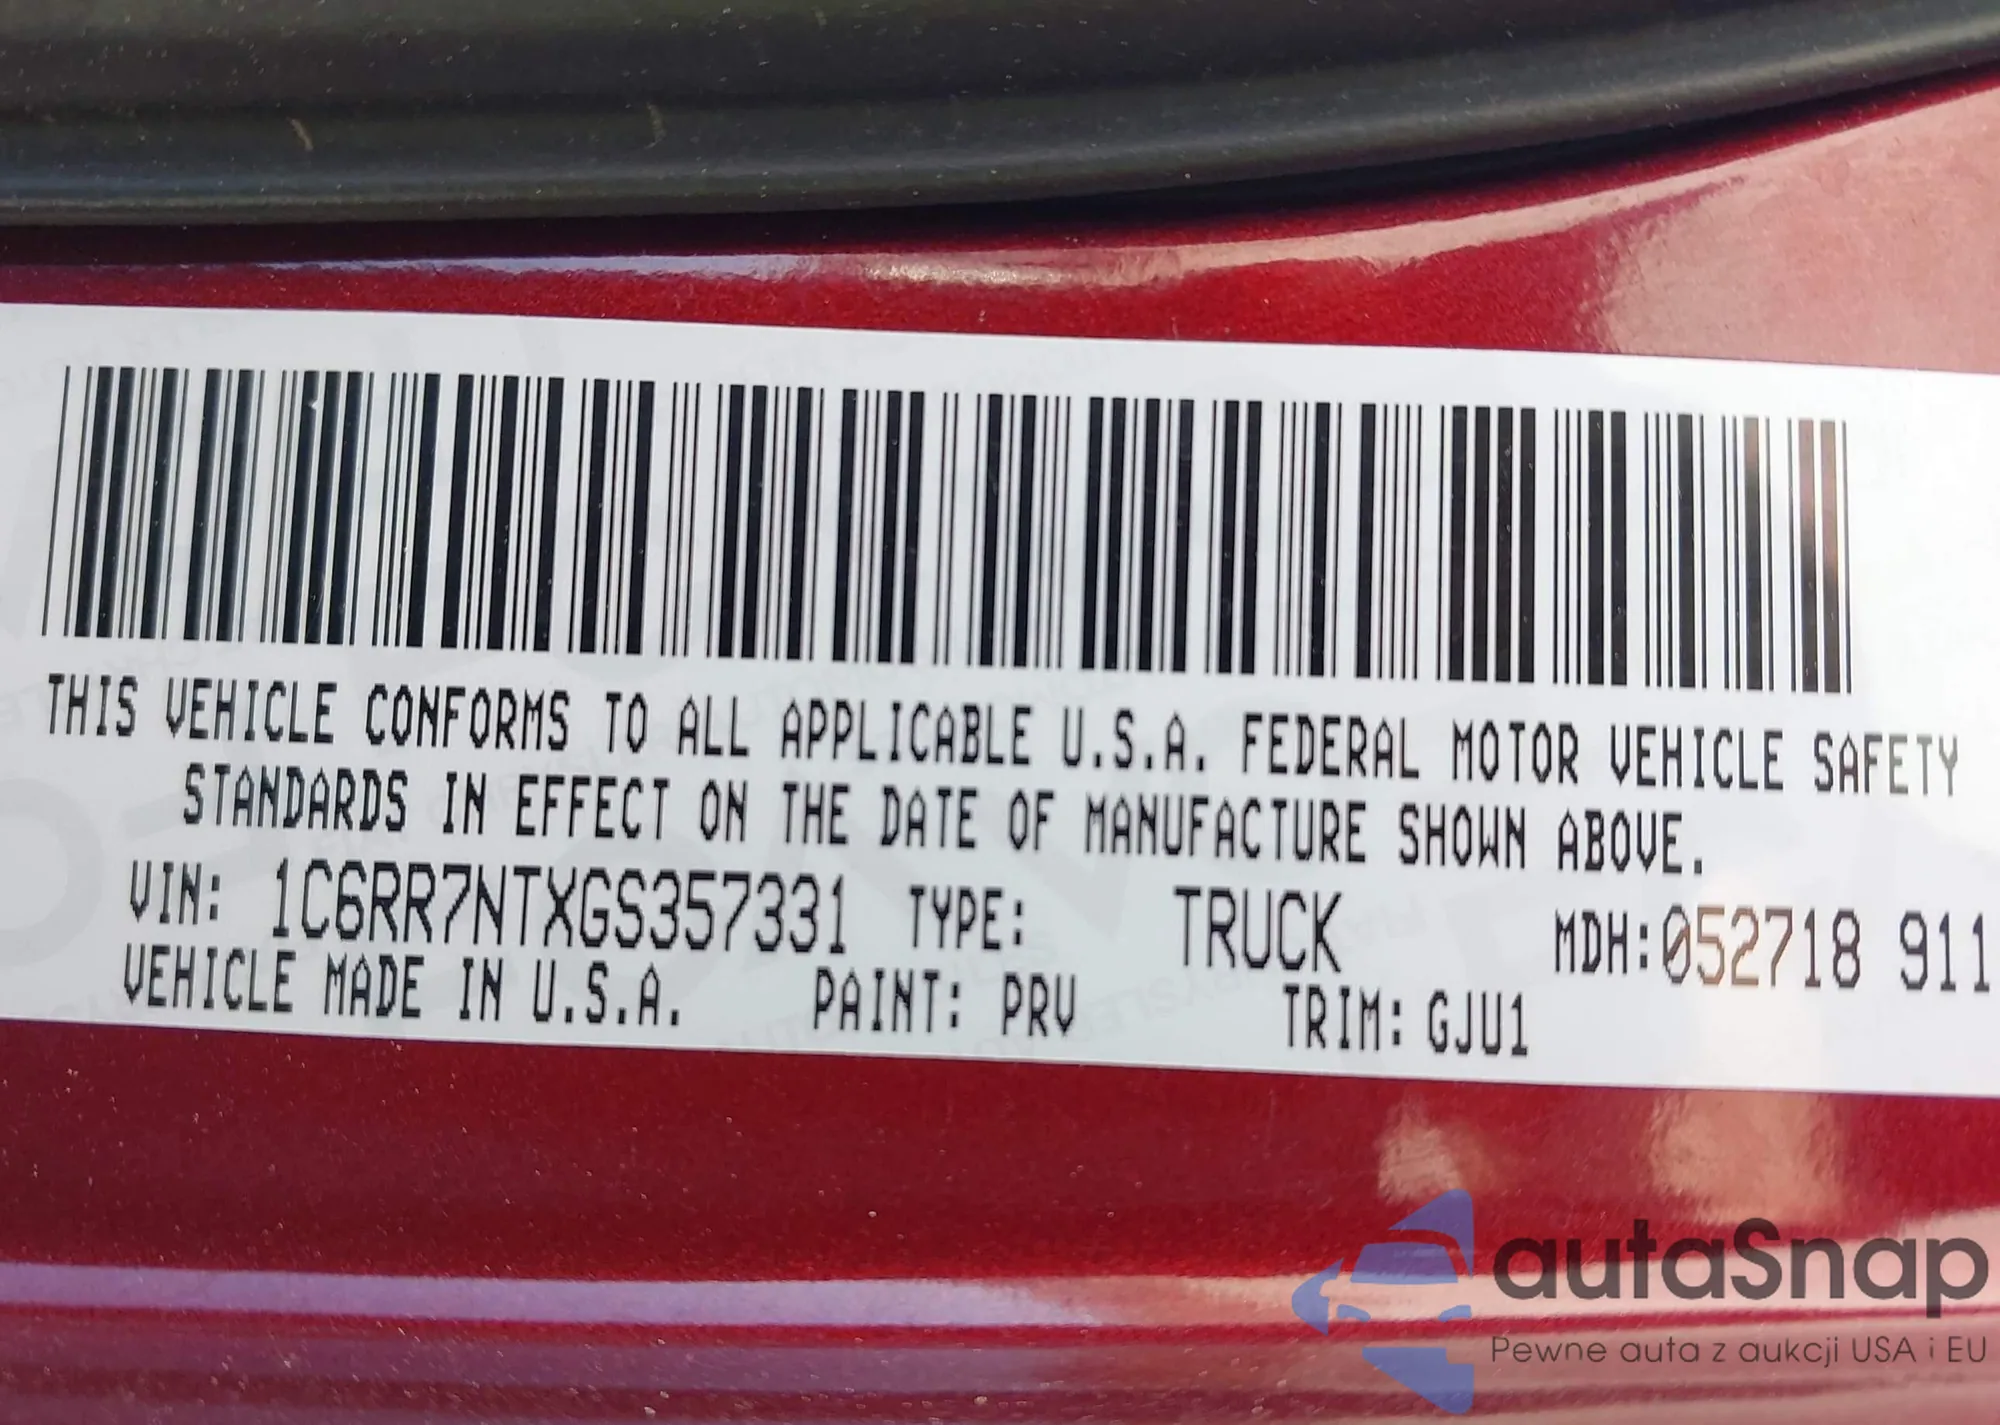 THIS VEHICLE CONFORMS TO ALL APPLICABLE U.S.A. FEDERAL MOTOR VEHICLE SAFETY
STANDARDS IN EFFECT ON THE DATE OF MANUFACTURE SHOWN ABOVE.
VIN: 1C6RR7NTXGS357331 TYPE: TRUCK MDH:052718 911
VEHICLE MADE IN U.S.A. PAINT: PRV TRIM: GJU1
autaSnap
Pewne auta z aukcji USA i EU